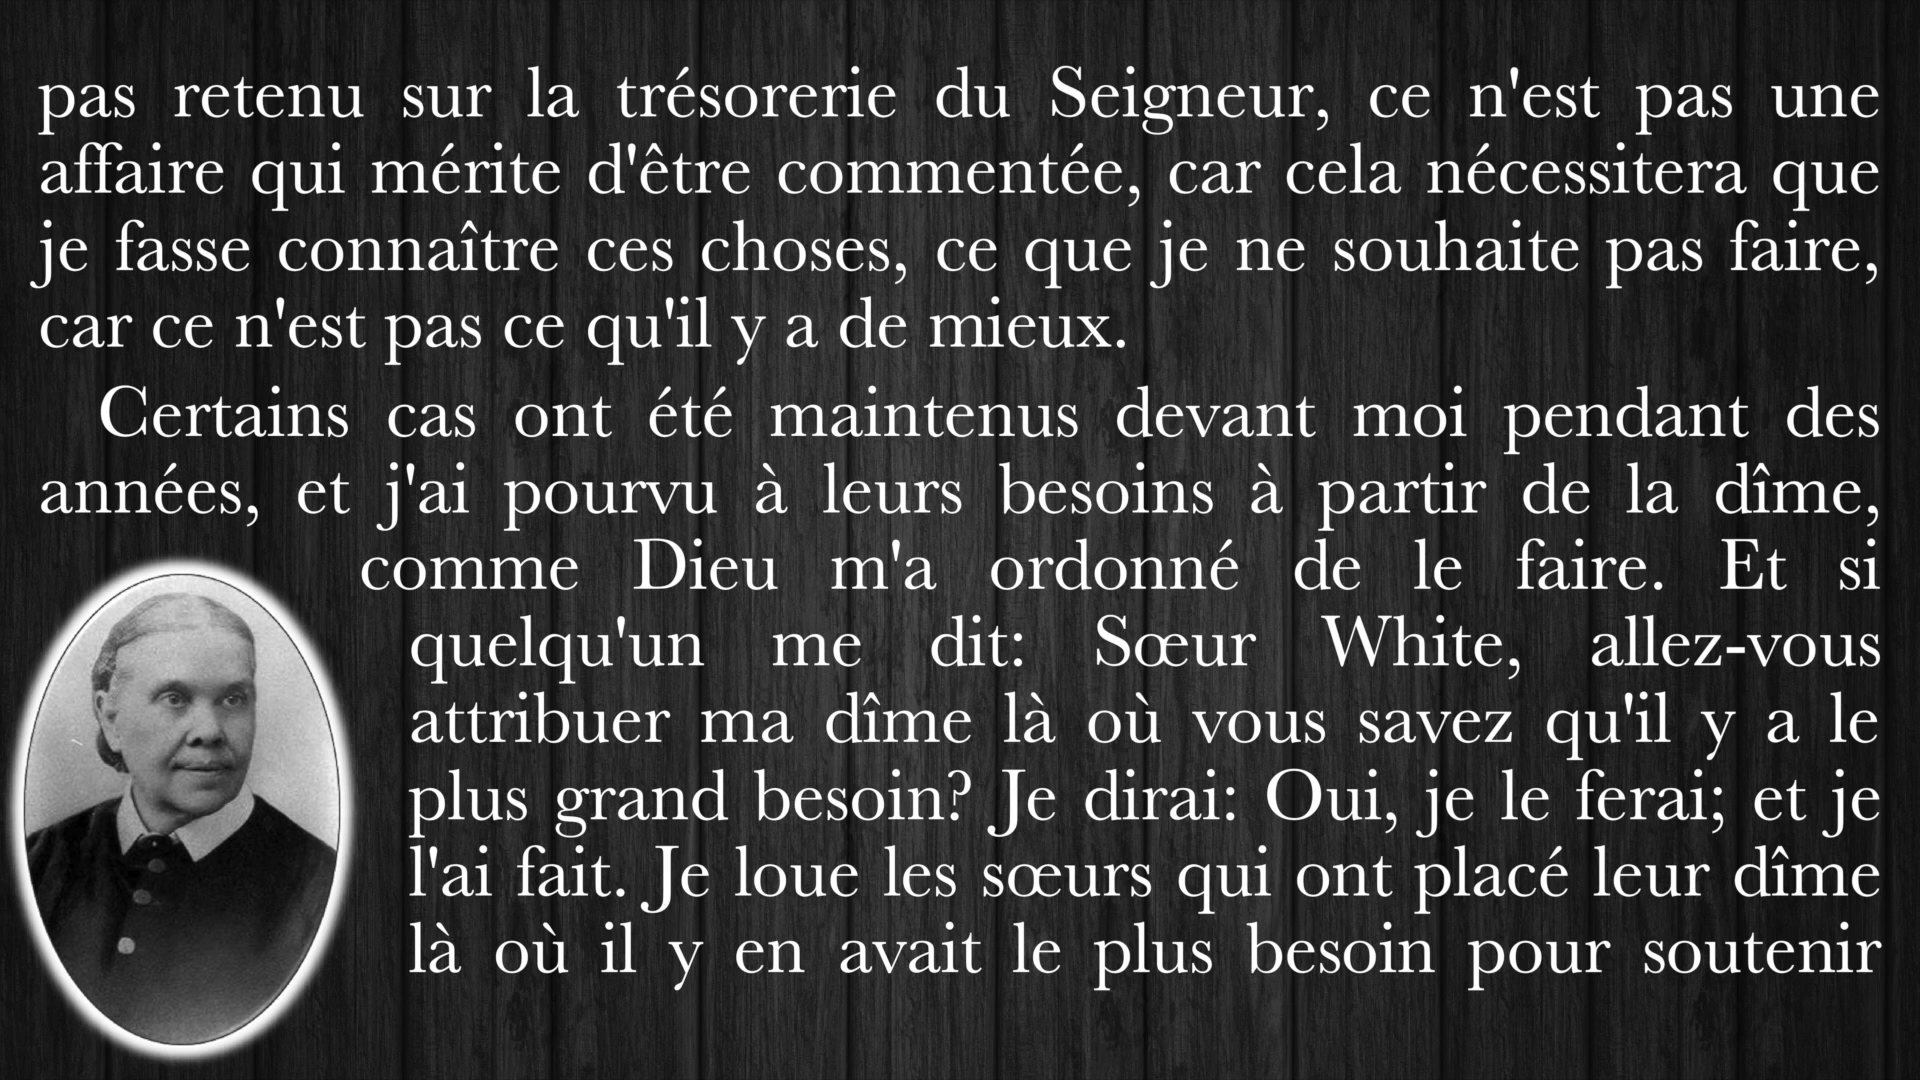 pas retenu sur la trésorerie du Seigneur, ce n'est pas une
affaire qui mérite d'être commentée, car cela nécessitera que
je fasse connaître ces choses, ce que je ne souhaite pas faire,
car ce n'est pas ce qu'il y a de mieux.
Certains cas ont été maintenus devant moi pendant des
années, et j'ai pourvu à leurs besoins à partir de la dîme,
comme Dieu m'a ordonné de le faire. Et si
quelqu'un me dit: Sœur White, allez-vous
attribuer ma dîme là où vous savez qu'il y a le
plus grand besoin? Je dirai: Oui, je le ferai; et je
l'ai fait. Je loue les sœurs qui ont placé leur dîme
là où il y en avait le plus besoin pour soutenir